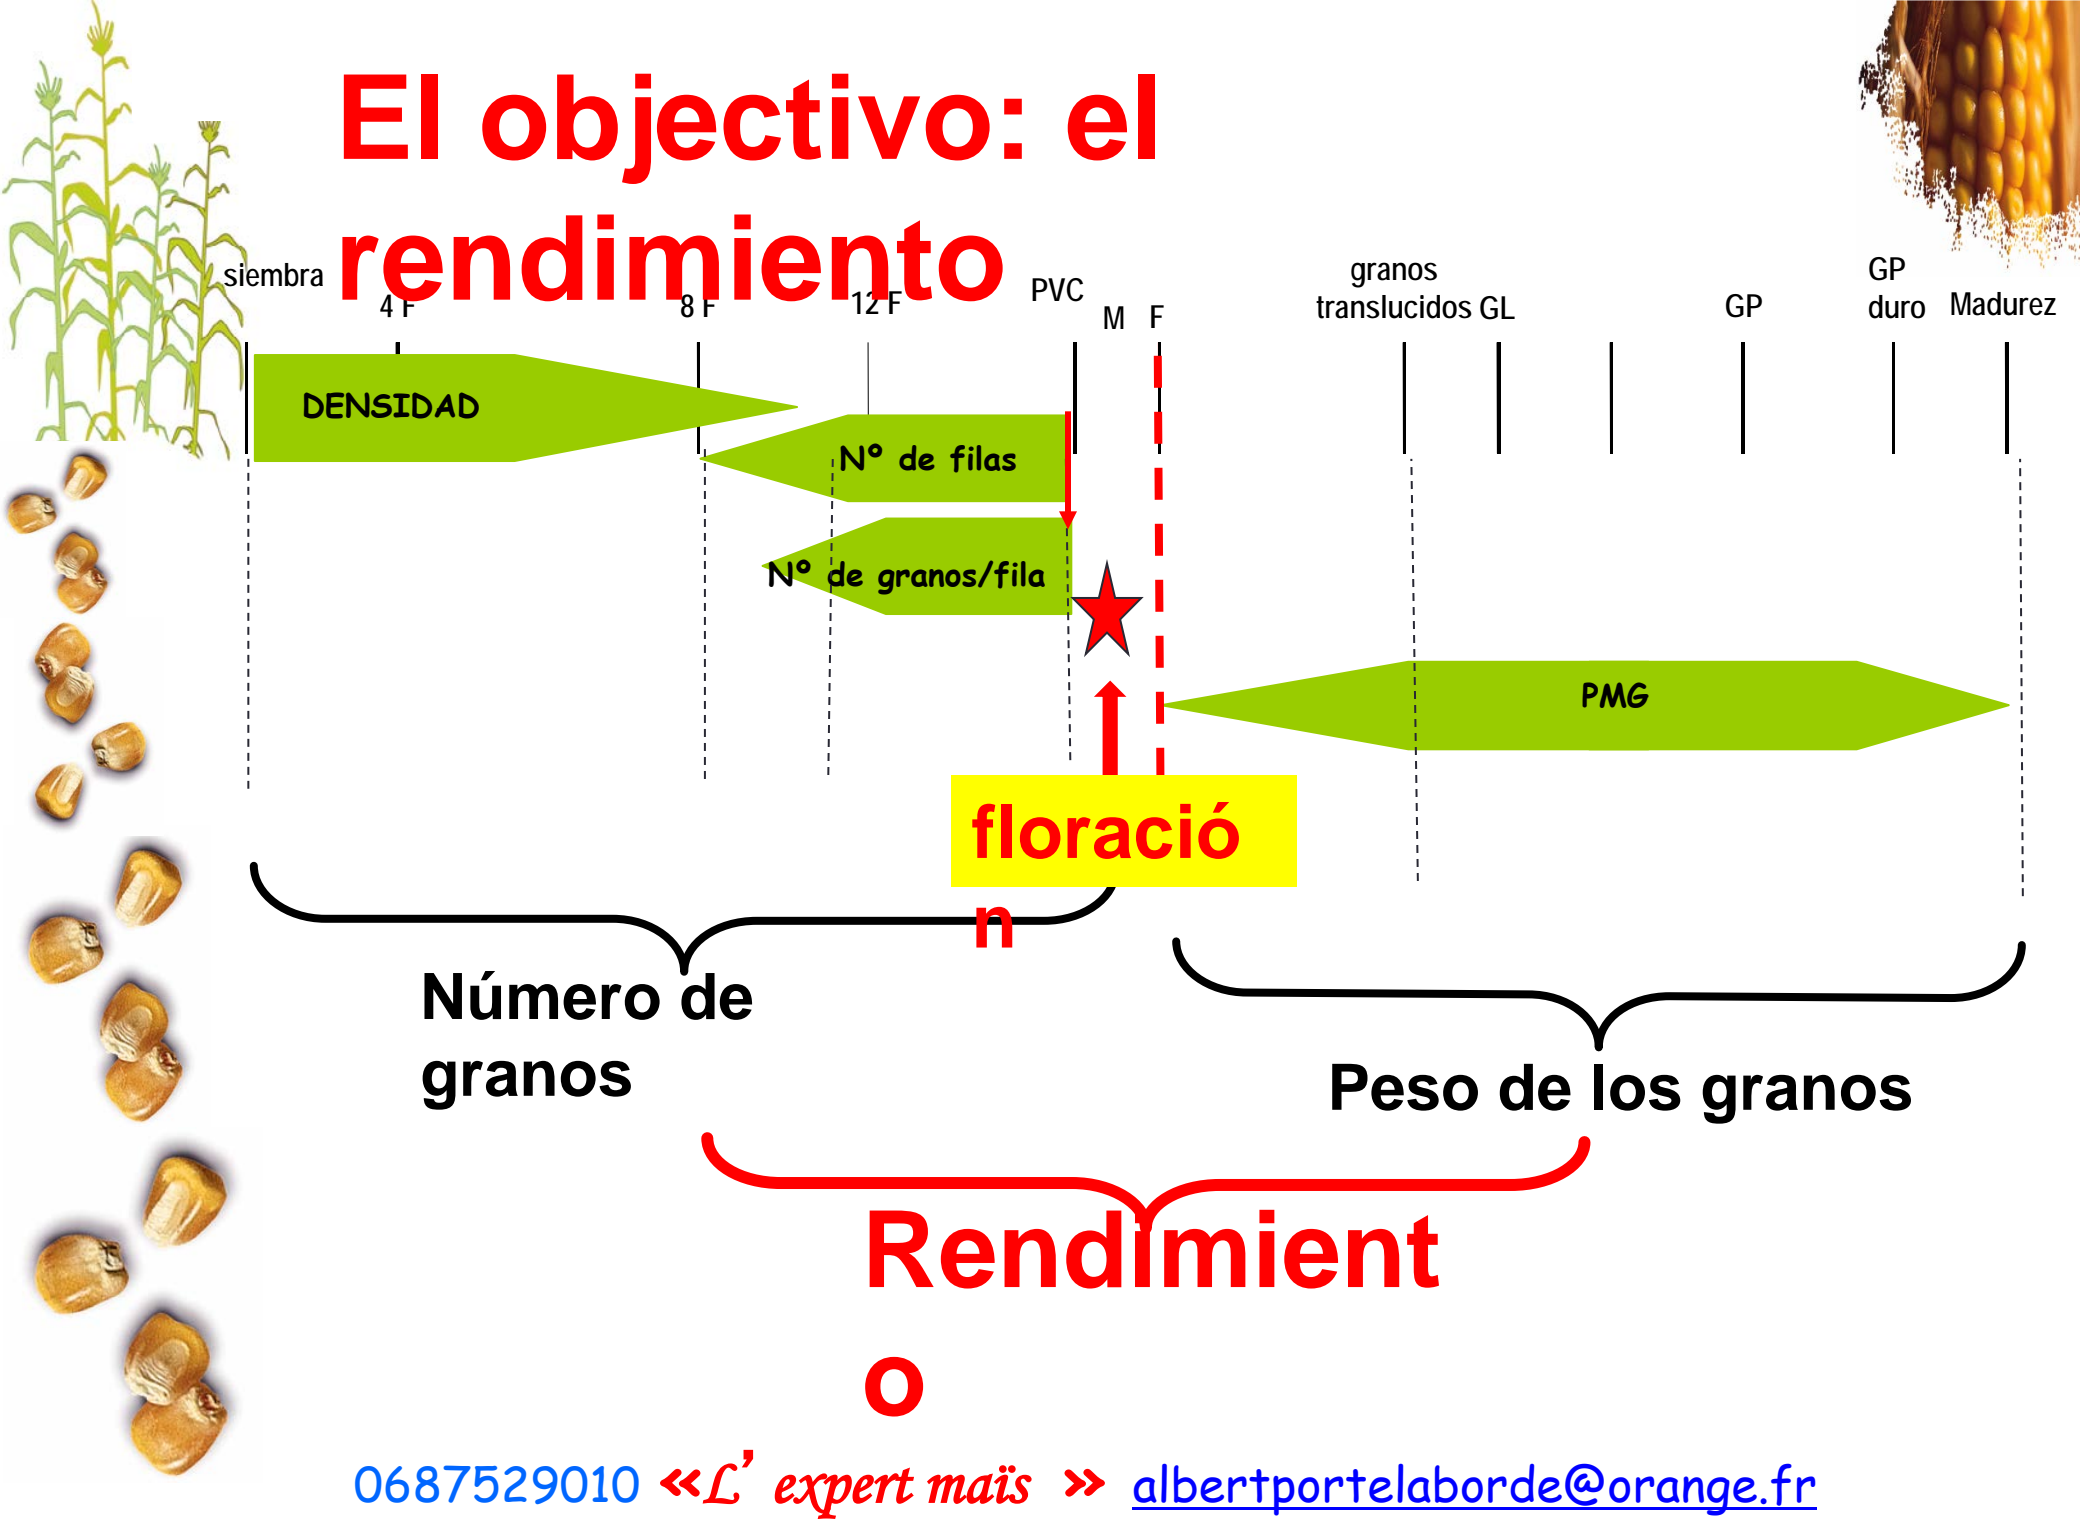 El objectivo: el
rendimiento
siembra
4 F
8 F
12 F
PVC
M
F
granos
translucidos
GL
GP
GP
duro
Madurez
DENSIDAD
Nº de filas
Nº de granos/fila
PMG
floració
n
Número de
granos
Peso de los granos
Rendimient
o
0687529010 «L’ expert maïs » albertportelaborde@orange.fr